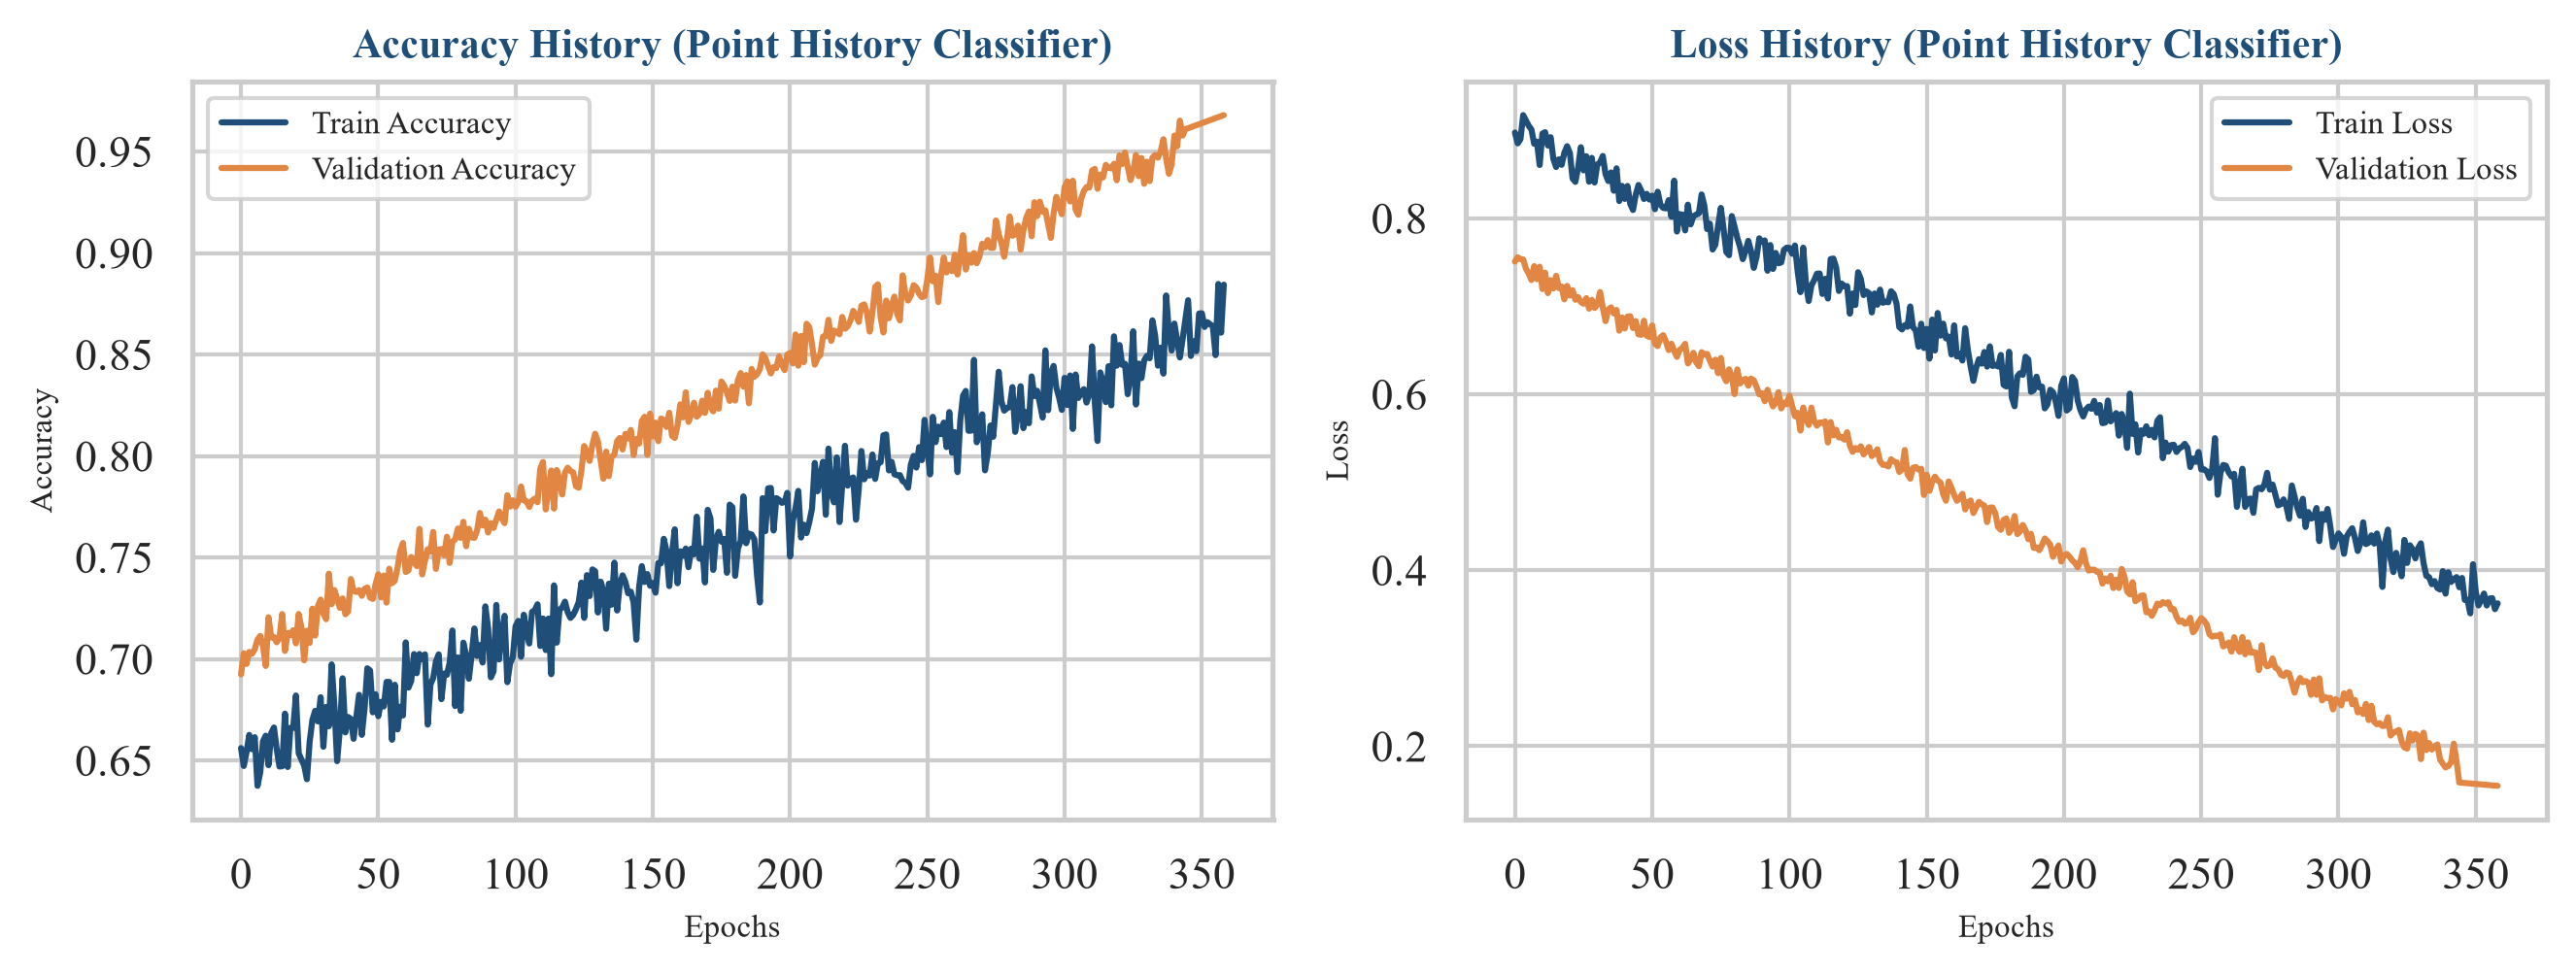 Accuracy History (Point History Classifier)
Train Accuracy
Validation Accuracy
0.95
0.90
0.85
0.80
0.75
0.70
0.65
Accuracy
0 50 100 150 200 250 300 350
Epochs
Loss History (Point History Classifier)
Train Loss
Validation Loss
0.8
0.6
0.4
0.2
Loss
0 50 100 150 200 250 300 350
Epochs